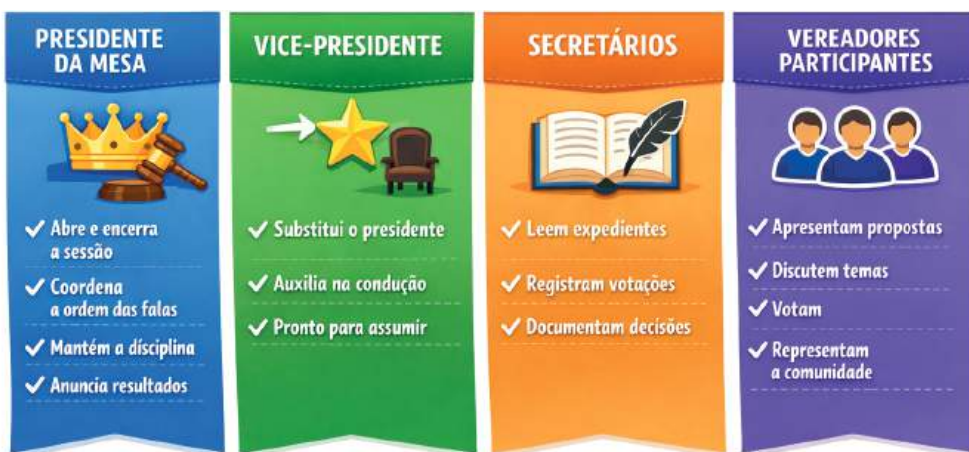 PRESIDENTE
DA MESA
✓ Abre e encerra
a sessão
✓ Coordena
a ordem das falas
✓ Mantém a disciplina
✓ Anuncia resultados
VICE-PRESIDENTE
✓ Substitui o presidente
✓ Auxilia na condução
✓ Pronto para assumir
SECRETÁRIOS
✓ Leem expedientes
✓ Registram votações
✓ Documentam decisões
VEREADORES
PARTICIPANTES
✓ Apresentam propostas
✓ Discutem temas
✓ Votam
✓ Representam
a comunidade